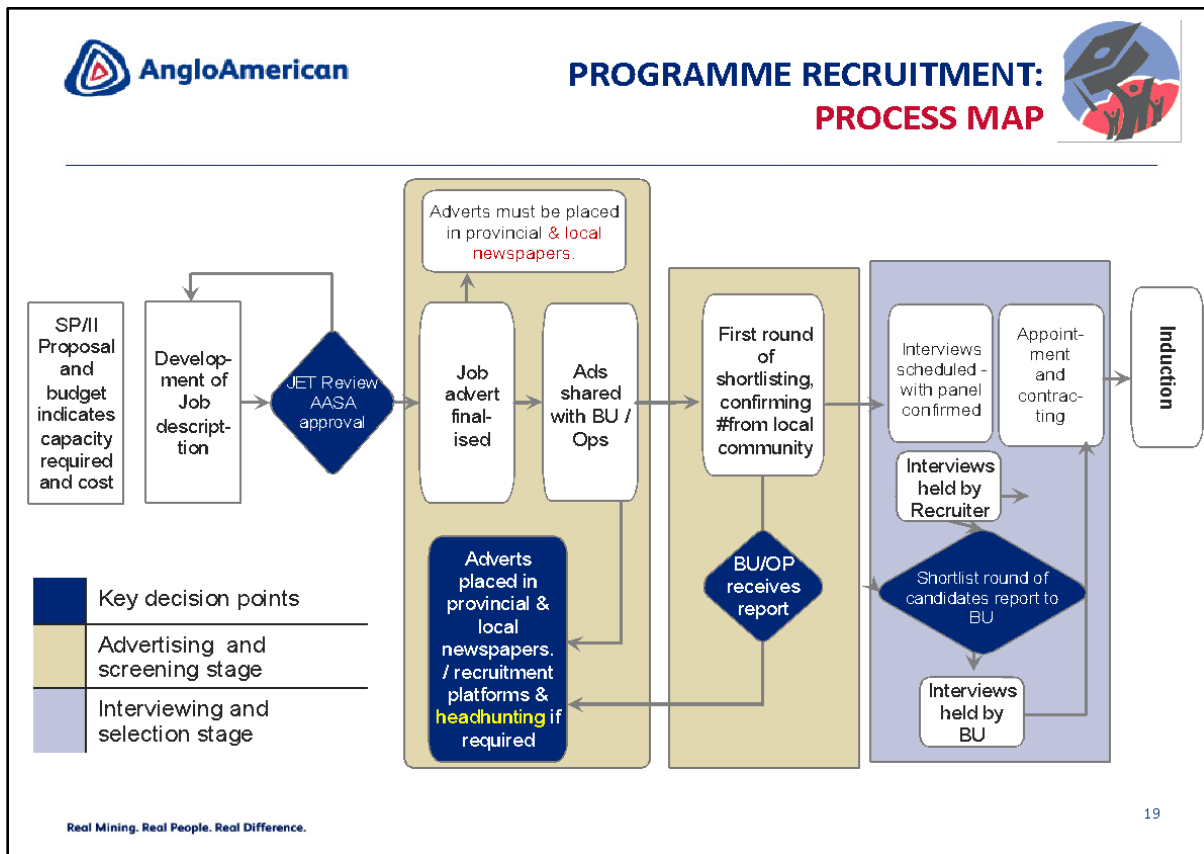 AngloAmerican
PROGRAMME RECRUITMENT:
PROCESS MAP
Adverts must be placed
in provincial & local
newspapers.
SP/II
Proposal
and
budget
indicates
capacity
required
and cost
Develop-
ment of
Job
descript-
tion
JET Review
AASA
approval
Job
advert
final-
ised
Ads
shared
with BU /
Ops
First round
of
shortlisting,
confirming
#from local
community
Interviews
scheduled -
with panel
confirmed
Appoint-
ment
and
contrac-
ting
Induction
Interviews
held by
Recruiter
Adverts
placed in
provincial &
local
newspapers.
/ recruitment
platforms &
headhunting if
required
BU/OP
receives
report
Shortlist round of
candidates report to
BU
Interviews
held by
BU
Key decision points
Advertising and
screening stage
Interviewing and
selection stage
Real Mining. Real People. Real Difference.
19